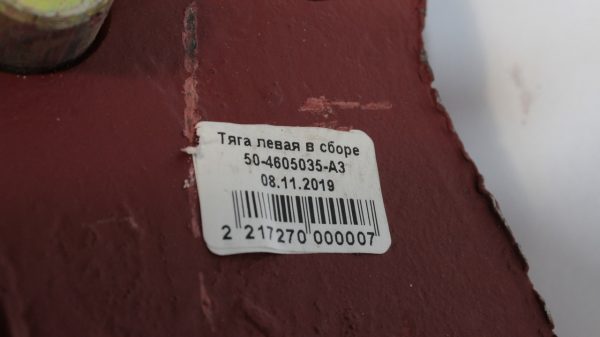 Тяга левая в сборе
50-4605035-А3
08.11.2019
2 217270 000007